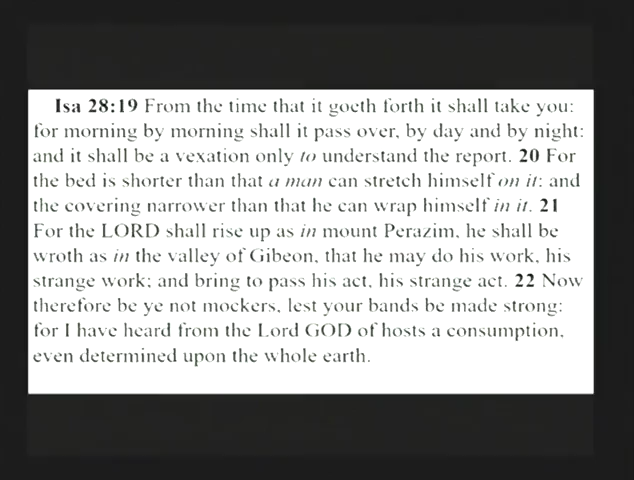 Isa 28:19 From the time that it goeth forth it shall take you:
for morning by morning shall it pass over, by day and by night:
and it shall be a vexation only to understand the report. 20 For
the bed is shorter than that a man can stretch himself on it: and
the covering narrower than that he can wrap himself in it. 21
For the LORD shall rise up as in mount Perazim, he shall be
wroth as in the valley of Gibeon, that he may do his work, his
strange work; and bring to pass his act, his strange act. 22 Now
therefore be ye not mockers, lest your bands be made strong:
for I have heard from the Lord GOD of hosts a consumption,
even determined upon the whole earth.